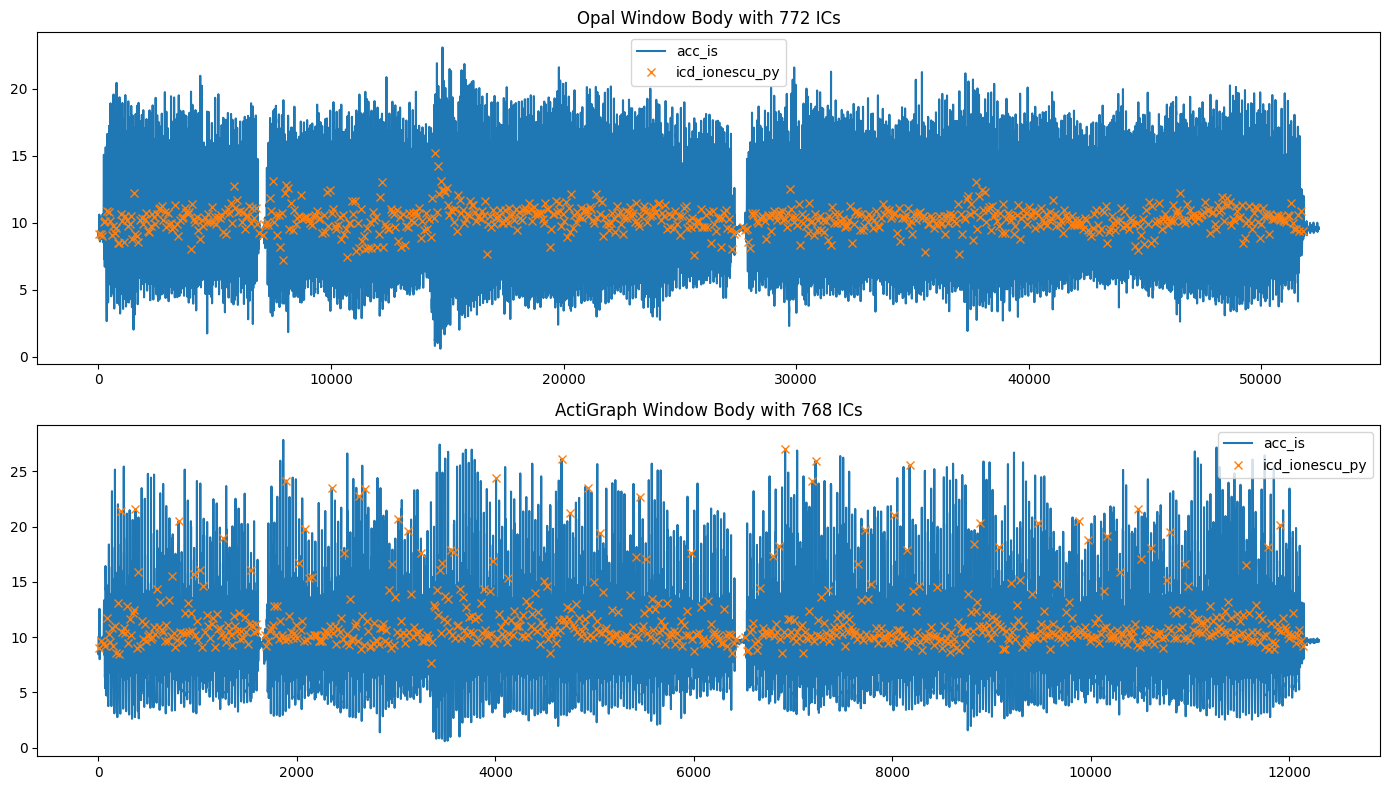 Opal Window Body with 772 ICs
acc_is
icd_ionescu_py
20
15
10
5
0
0 10000 20000 30000 40000 50000
ActiGraph Window Body with 768 ICs
acc_is
icd_ionescu_py
25
20
15
10
5
0
0 2000 4000 6000 8000 10000 12000